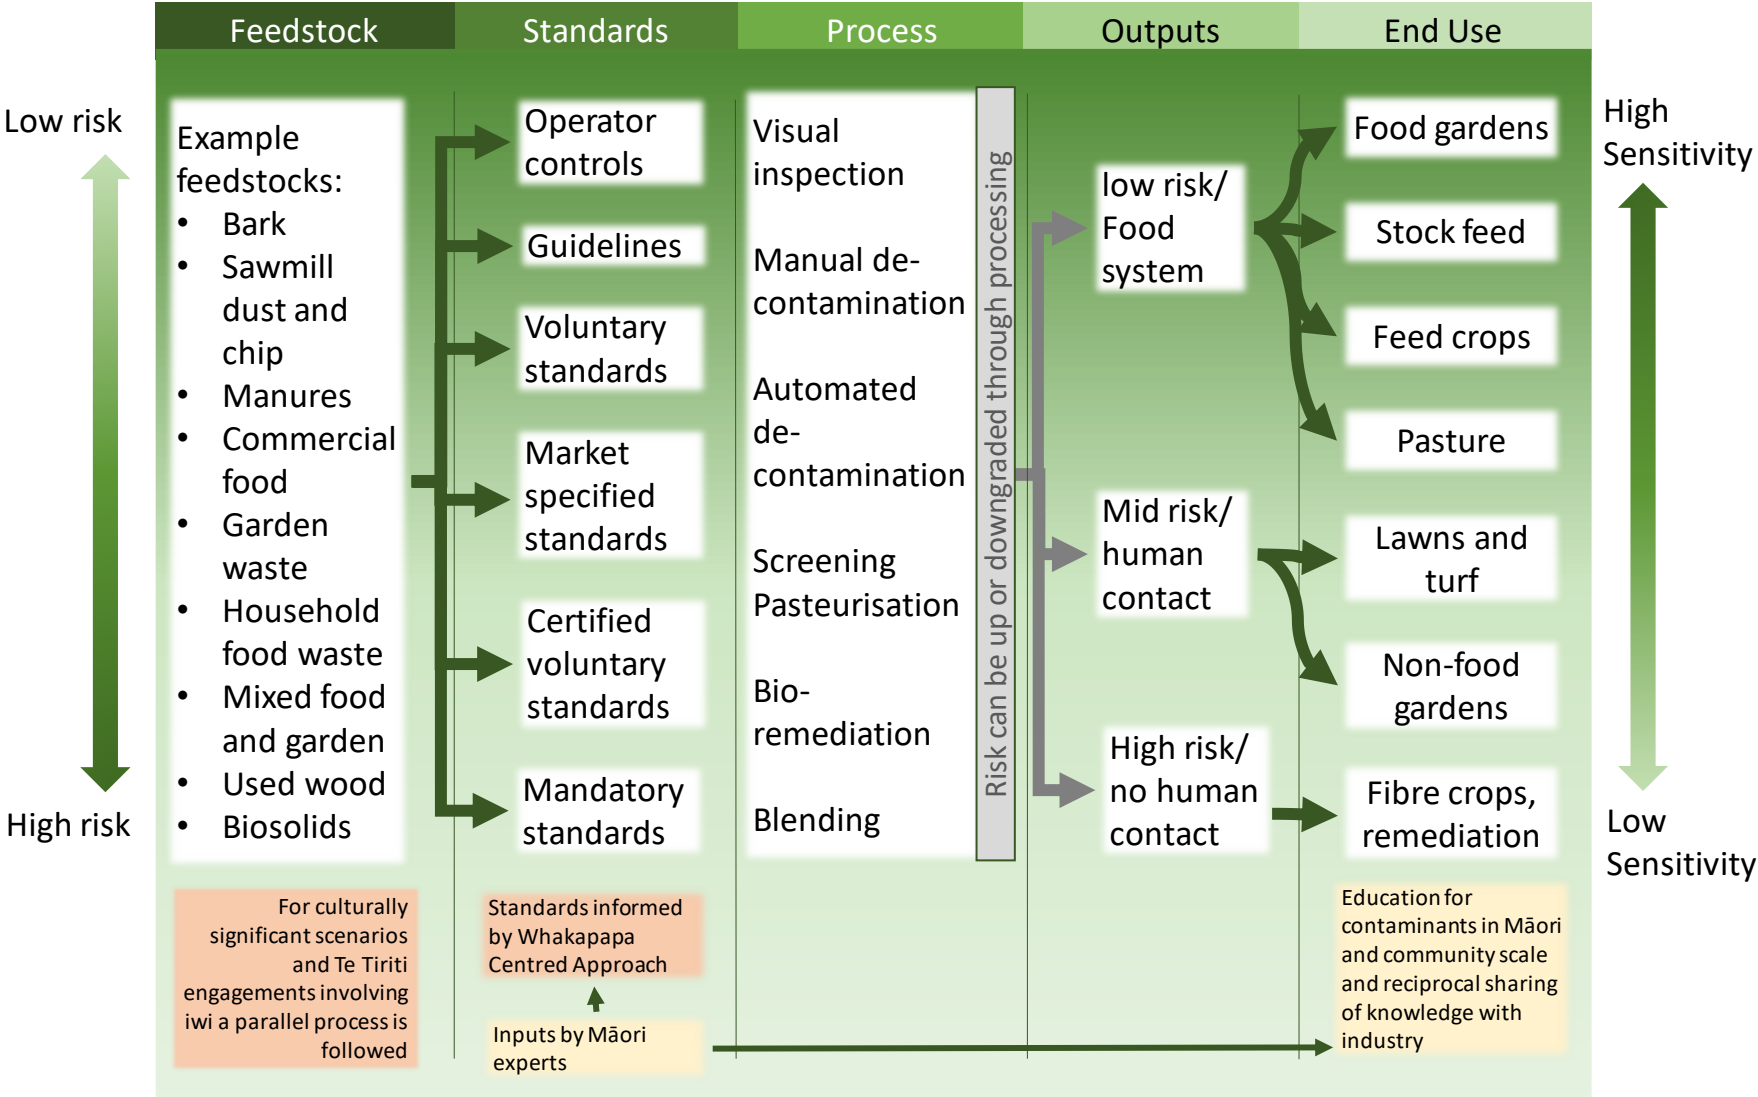 Feedstock
Standards
Process
Outputs
End Use
Low risk
High risk
Example
feedstocks:
• Bark
• Sawmill
dust and
chip
• Manures
• Commercial
food
• Garden
waste
• Household
food waste
• Mixed food
and garden
• Used wood
• Biosolids
Operator
controls
Guidelines
Voluntary
standards
Market
specified
standards
Certified
voluntary
standards
Mandatory
standards
Visual
inspection
Manual de-
contamination
Automated
de-
contamination
Screening
Pasteurisation
Bio-
remediation
Blending
Risk can be up or downgraded through processing
low risk/
Food
system
Mid risk/
human
contact
High risk/
no human
contact
Food gardens
Stock feed
Feed crops
Pasture
Lawns and
turf
Non-food
gardens
Fibre crops,
remediation
High
Sensitivity
Low
Sensitivity
For culturally
significant scenarios
and Te Tiriti
engagements involving
iwi a parallel process is
followed
Standards informed
by Whakapapa
Centred Approach
Inputs by Māori
experts
Education for
contaminants in Māori
and community scale
and reciprocal sharing
of knowledge with
industry